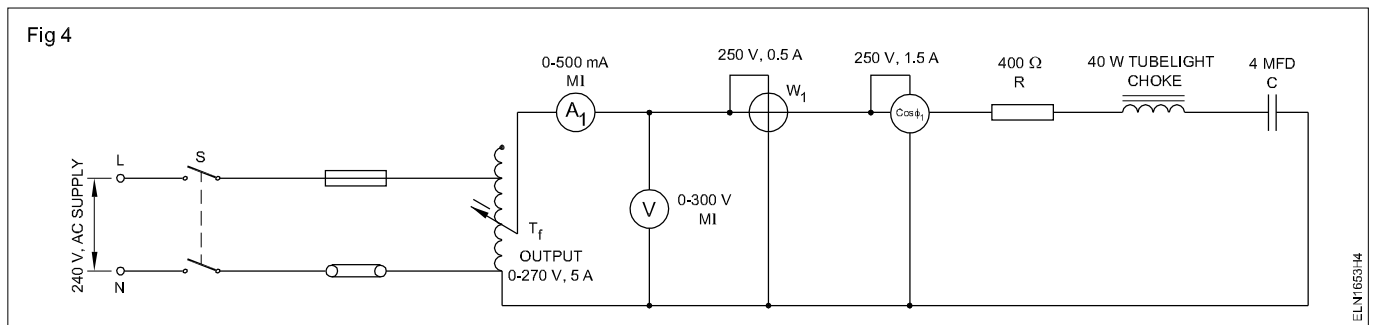 Fig 4
240 V, AC SUPPLY
L
N
S
T_f
OUTPUT
0-270 V, 5 A
0-500 mA
MI
A₁
V
0-300 V
MI
250 V, 0.5 A
W₁
250 V, 1.5 A
Cosϕ₁
400 Ω
R
40 W TUBELIGHT
CHOKE
4 MFD
C
ELN1653H4